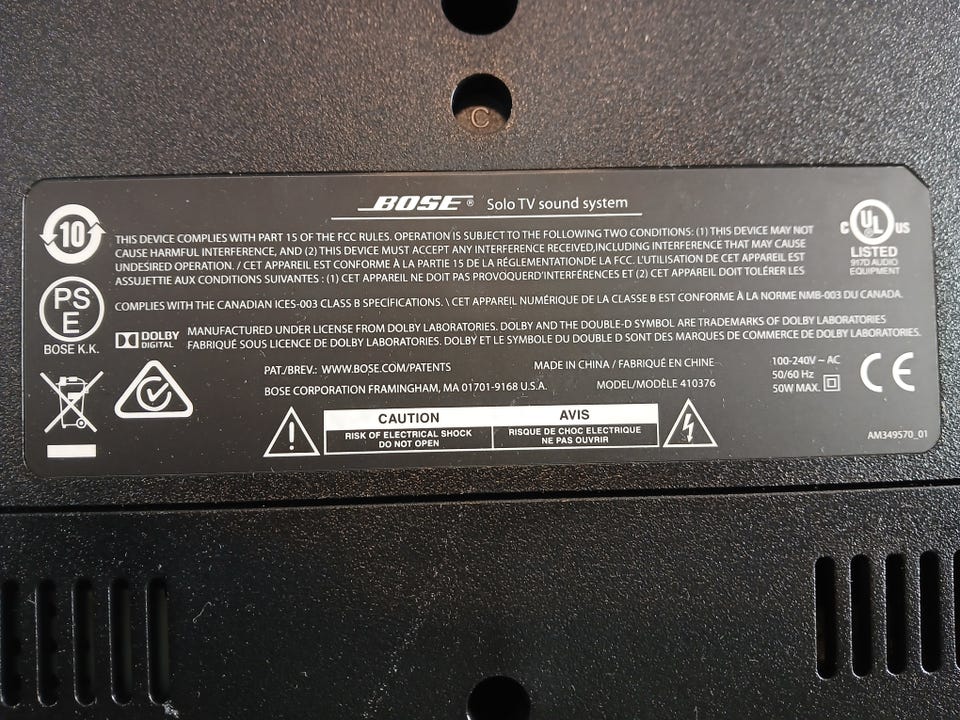 C
BOSE® Solo TV sound system
10
THIS DEVICE COMPLIES WITH PART 15 OF THE FCC RULES. OPERATION IS SUBJECT TO THE FOLLOWING TWO CONDITIONS: (1) THIS DEVICE MAY NOT
CAUSE HARMFUL INTERFERENCE, AND (2) THIS DEVICE MUST ACCEPT ANY INTERFERENCE RECEIVED,INCLUDING INTERFERENCE THAT MAY CAUSE
UNDESIRED OPERATION. / CET APPAREIL EST CONFORME À LA PARTIE 15 DE LA RÉGLEMENTATIONDE LA FCC. L'UTILISATION DE CET APPAREIL EST
ASSUJETTIE AUX CONDITIONS SUIVANTES : (1) CET APPAREIL NE DOIT PAS PROVOQUERD'INTERFÉRENCES ET (2) CET APPAREIL DOIT TOLÉRER LES
C UL US
LISTED
917D AUDIO
EQUIPMENT
PS
E
BOSE K.K.
COMPLIES WITH THE CANADIAN ICES-003 CLASS B SPECIFICATIONS. \ CET APPAREIL NUMÉRIQUE DE LA CLASSE B EST CONFORME À LA NORME NMB-003 DU CANADA.
DOLBY
DIGITAL
MANUFACTURED UNDER LICENSE FROM DOLBY LABORATORIES. DOLBY AND THE DOUBLE-D SYMBOL ARE TRADEMARKS OF DOLBY LABORATORIES
FABRIQUÉ SOUS LICENCE DE DOLBY LABORATORIES. DOLBY ET LE SYMBOLE DU DOUBLE D SONT DES MARQUES DE COMMERCE DE DOLBY LABORATORIES.
PAT./BREV.: WWW.BOSE.COM/PATENTS
MADE IN CHINA / FABRIQUÉ EN CHINE
BOSE CORPORATION FRAMINGHAM, MA 01701-9168 U.S.A.
MODEL/MODÈLE 410376
100-240V ~ AC
50/60 Hz
50W MAX.
CE
CAUTION
RISK OF ELECTRICAL SHOCK
DO NOT OPEN
AVIS
RISQUE DE CHOC ELECTRIQUE
NE PAS OUVRIR
AM349570_01